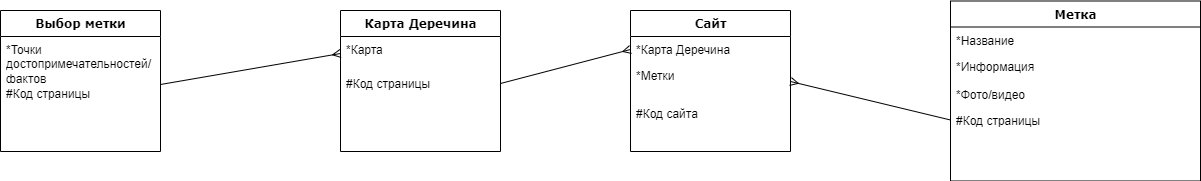 Выбор метки
*Точки
достопримечательностей/
фактов
#Код страницы
Карта Деречина
*Карта
#Код страницы
Сайт
*Карта Деречина
*Метки
#Код сайта
Метка
*Название
*Информация
*Фото/видео
#Код страницы